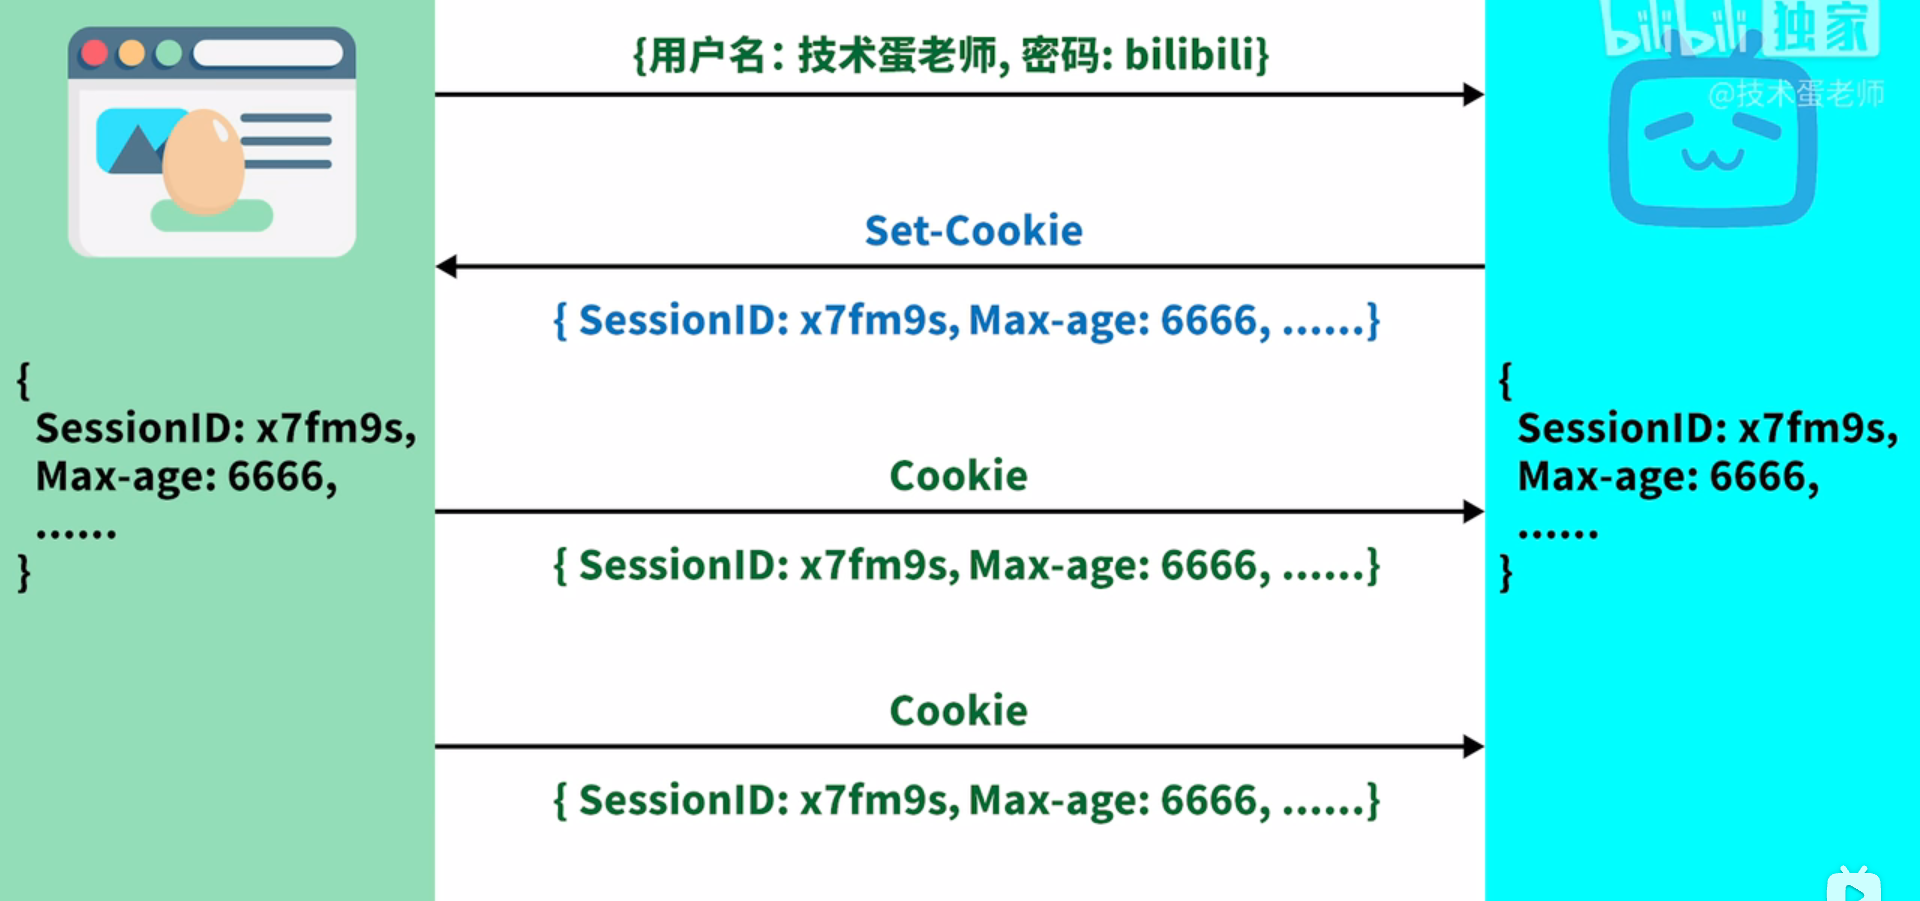 {用户名：技术蛋老师, 密码: bilibili}
bilibili 独家
@技术蛋老师
Set-Cookie
{ SessionID: x7fm9s, Max-age: 6666, ......}
{
SessionID: x7fm9s,
Max-age: 6666,
......
}
{
SessionID: x7fm9s,
Max-age: 6666,
......
}
Cookie
{ SessionID: x7fm9s, Max-age: 6666, ......}
Cookie
{ SessionID: x7fm9s, Max-age: 6666, ......}